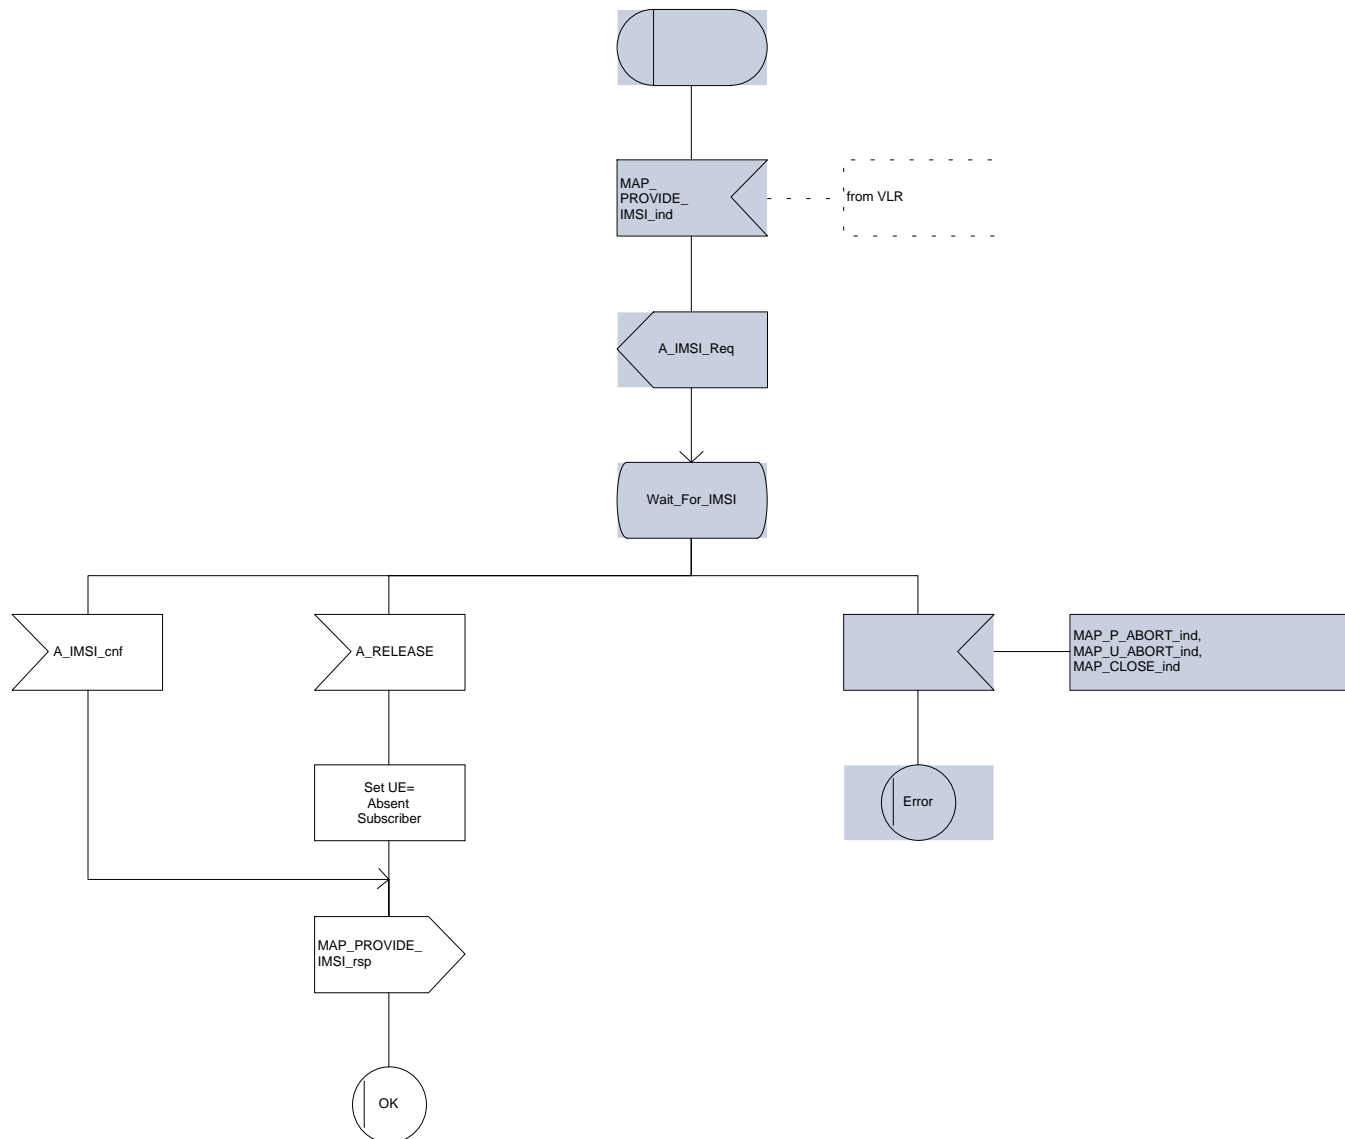 MAP_
PROVIDE_
IMSI_ind
from VLR
A_IMSI_Req
Wait_For_IMSI
A_IMSI_cnf
A_RELEASE
MAP_P_ABORT_ind,
MAP_U_ABORT_ind,
MAP_CLOSE_ind
Set UE=
Absent
Subscriber
Error
MAP_PROVIDE_
IMSI_rsp
OK